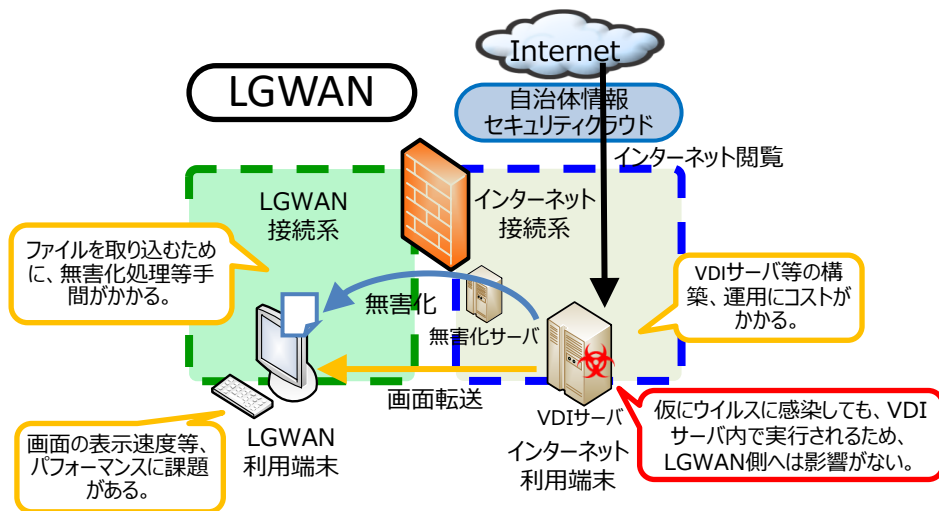 Internet
LGWAN
自治体情報
セキュリティクラウド
インターネット閲覧
LGWAN
接続系
インターネット
接続系
ファイルを取り込むため
に、無害化処理等手
間がかかる。
VDIサーバ等の構
築、運用にコストが
かかる。
無害化
無害化サーバ
画面転送
VDIサーバ
画面の表示速度等、
パフォーマンスに課題
がある。
LGWAN
利用端末
インターネット
利用端末
仮にウイルスに感染しても、VDI
サーバ内で実行されるため、
LGWAN側へは影響がない。